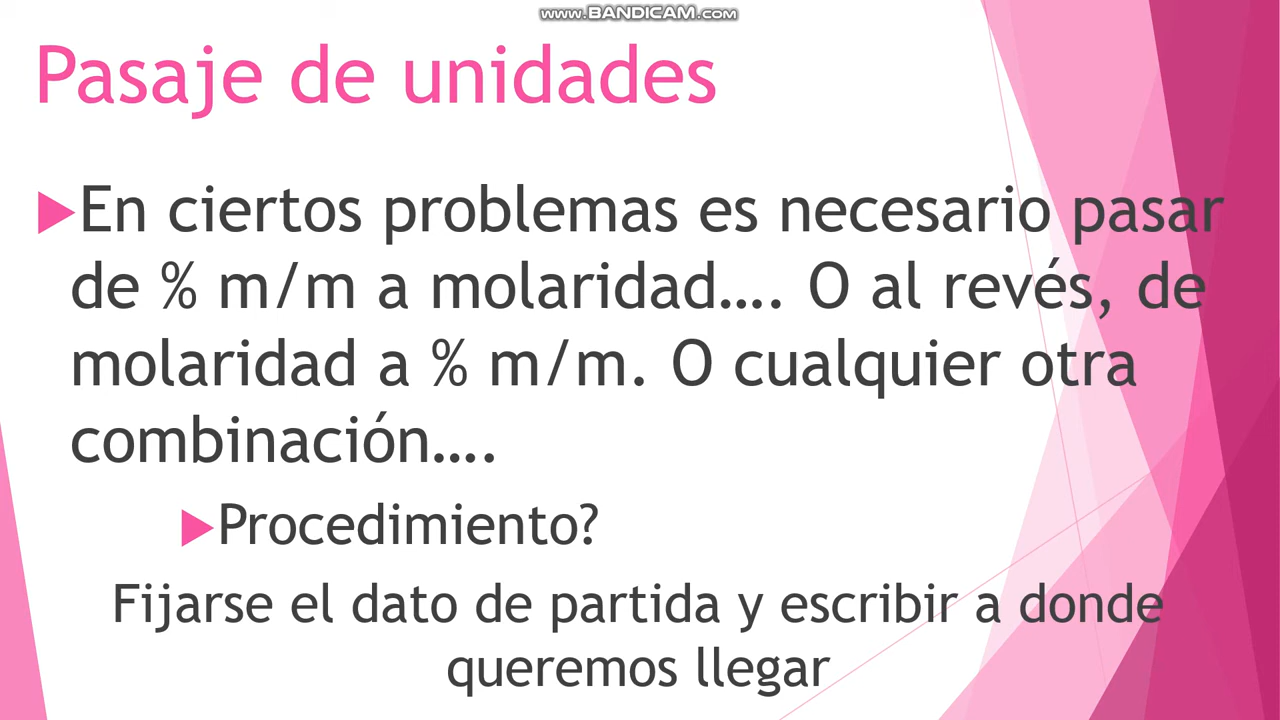 www.BANDICAM.com
Pasaje de unidades
En ciertos problemas es necesario pasar
de % m/m a molaridad.... O al revés, de
molaridad a % m/m. O cualquier otra
combinación....
Procedimiento?
Fijarse el dato de partida y escribir a donde
queremos llegar